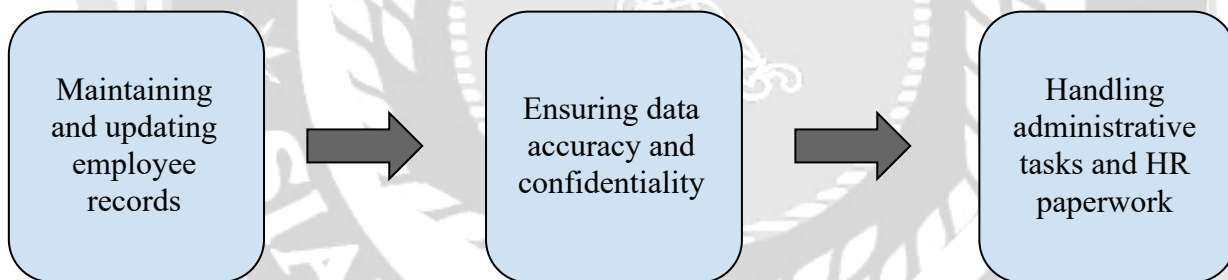 Maintaining
and updating
employee
records
Ensuring data
accuracy and
confidentiality
Handling
administrative
tasks and HR
paperwork